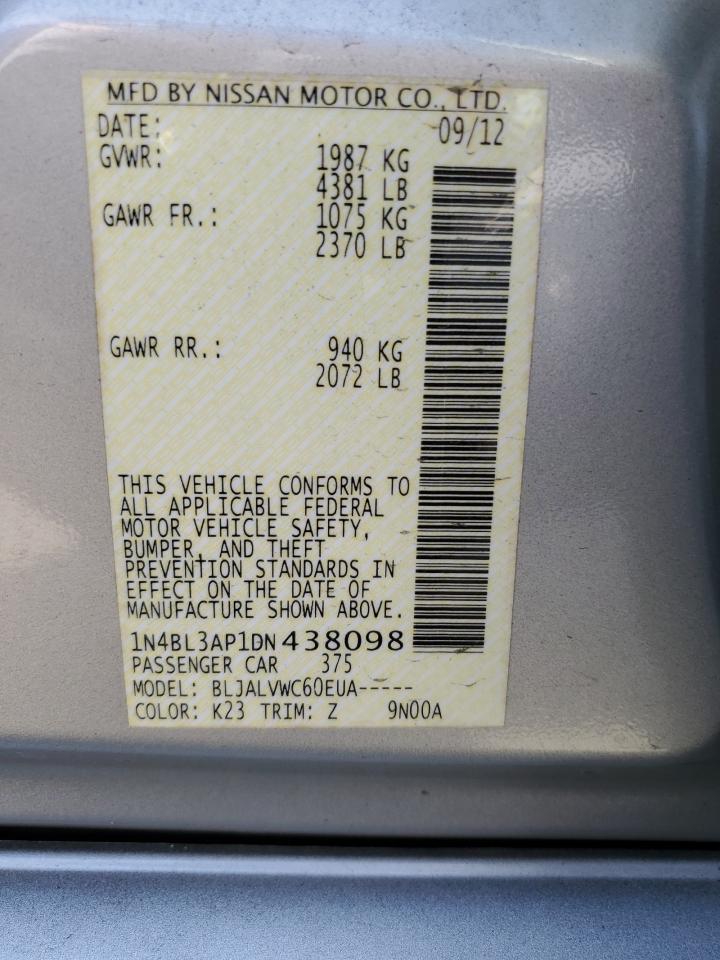 MFD BY NISSAN MOTOR CO., LTD.
DATE: 09/12
GVWR: 1987 KG
4381 LB
GAWR FR.: 1075 KG
2370 LB
GAWR RR.: 940 KG
2072 LB
THIS VEHICLE CONFORMS TO
ALL APPLICABLE FEDERAL
MOTOR VEHICLE SAFETY,
BUMPER, AND THEFT
PREVENTION STANDARDS IN
EFFECT ON THE DATE OF
MANUFACTURE SHOWN ABOVE.
1N4BL3AP1DN438098
PASSENGER CAR 375
MODEL: BLJALVWC60EUA-----
COLOR: K23 TRIM: Z 9N00A